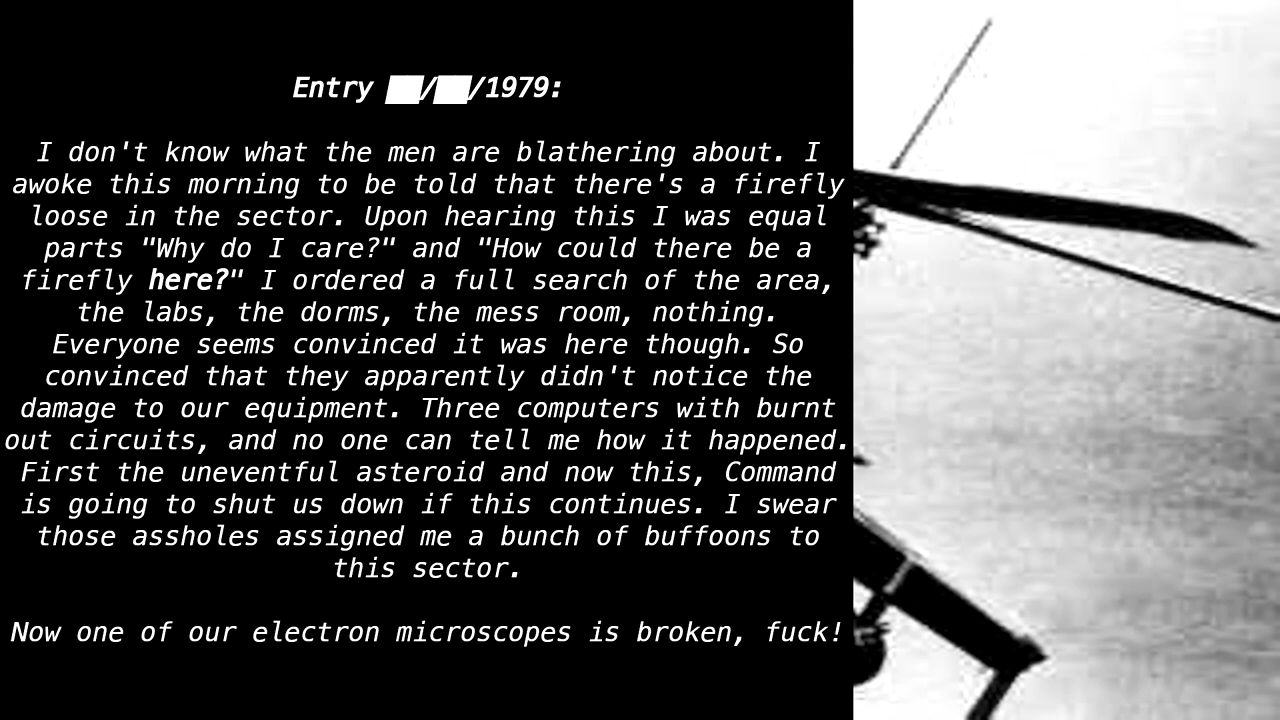 Entry ██/██/1979:
I don't know what the men are blathering about. I
awoke this morning to be told that there's a firefly
loose in the sector. Upon hearing this I was equal
parts "Why do I care?" and "How could there be a
firefly here?" I ordered a full search of the area,
the labs, the dorms, the mess room, nothing.
Everyone seems convinced it was here though. So
convinced that they apparently didn't notice the
damage to our equipment. Three computers with burnt
out circuits, and no one can tell me how it happened.
First the uneventful asteroid and now this, Command
is going to shut us down if this continues. I swear
those assholes assigned me a bunch of buffoons to
this sector.
Now one of our electron microscopes is broken, fuck!